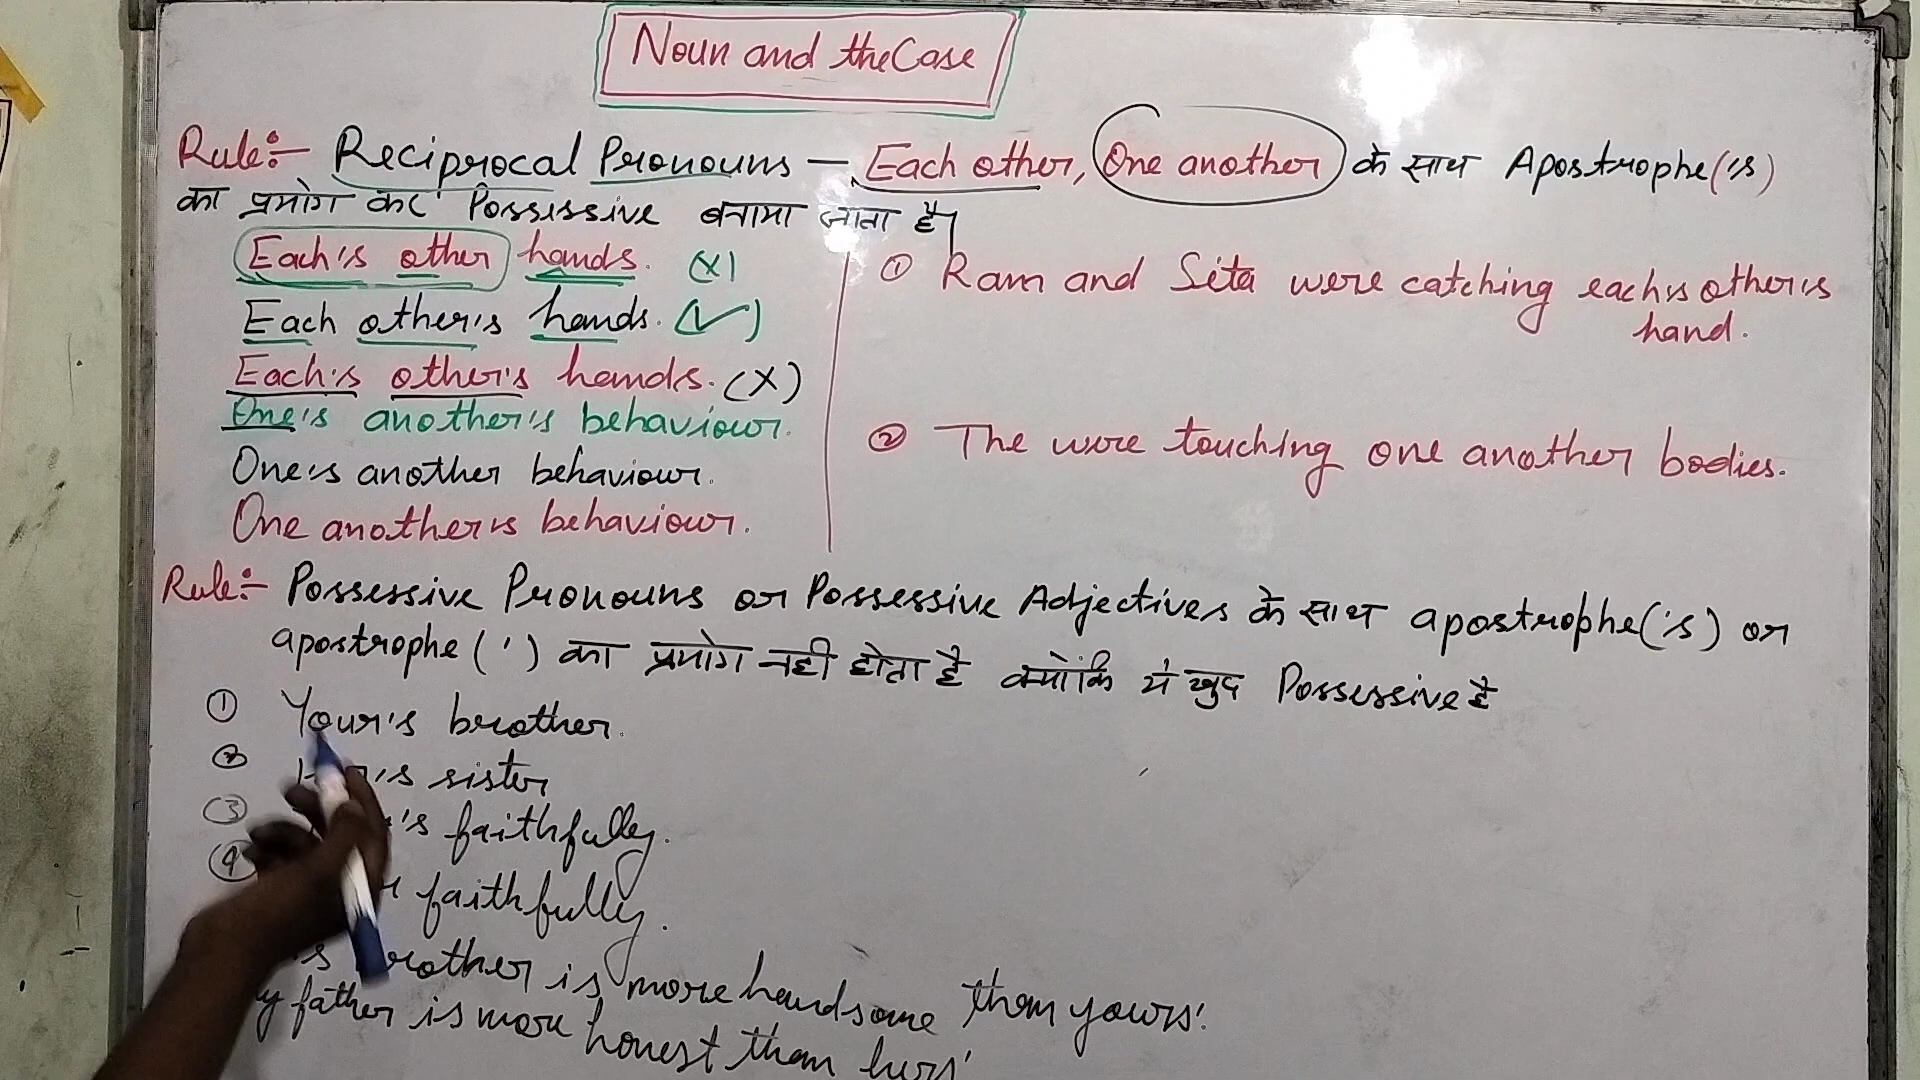 Noun and the Case
Rule:- Reciprocal Pronouns — Each other, One another के साथ Apostrophe('s)
का प्रयोग कर Possissive बनाया जाता है।
Each's other hands. (X)
Each other's hands. (✓)
Each's other's hands. (X)
One's another's behaviour.
One's another behaviour.
One another's behaviour.
① Ram and Sita were catching each's other's
hand.
② The were touching one another bodies.
Rule:- Possessive Pronouns or Possessive Adjectives के साथ apostrophe('s) or
apostrophe (') का प्रयोग नही होता है क्योंकि ये खुद Possessive है
① Your's brother.
② 's sister
③ 's faithfully.
④ faithfully.
brother is more handsome than yours'.
father is more honest than hers'